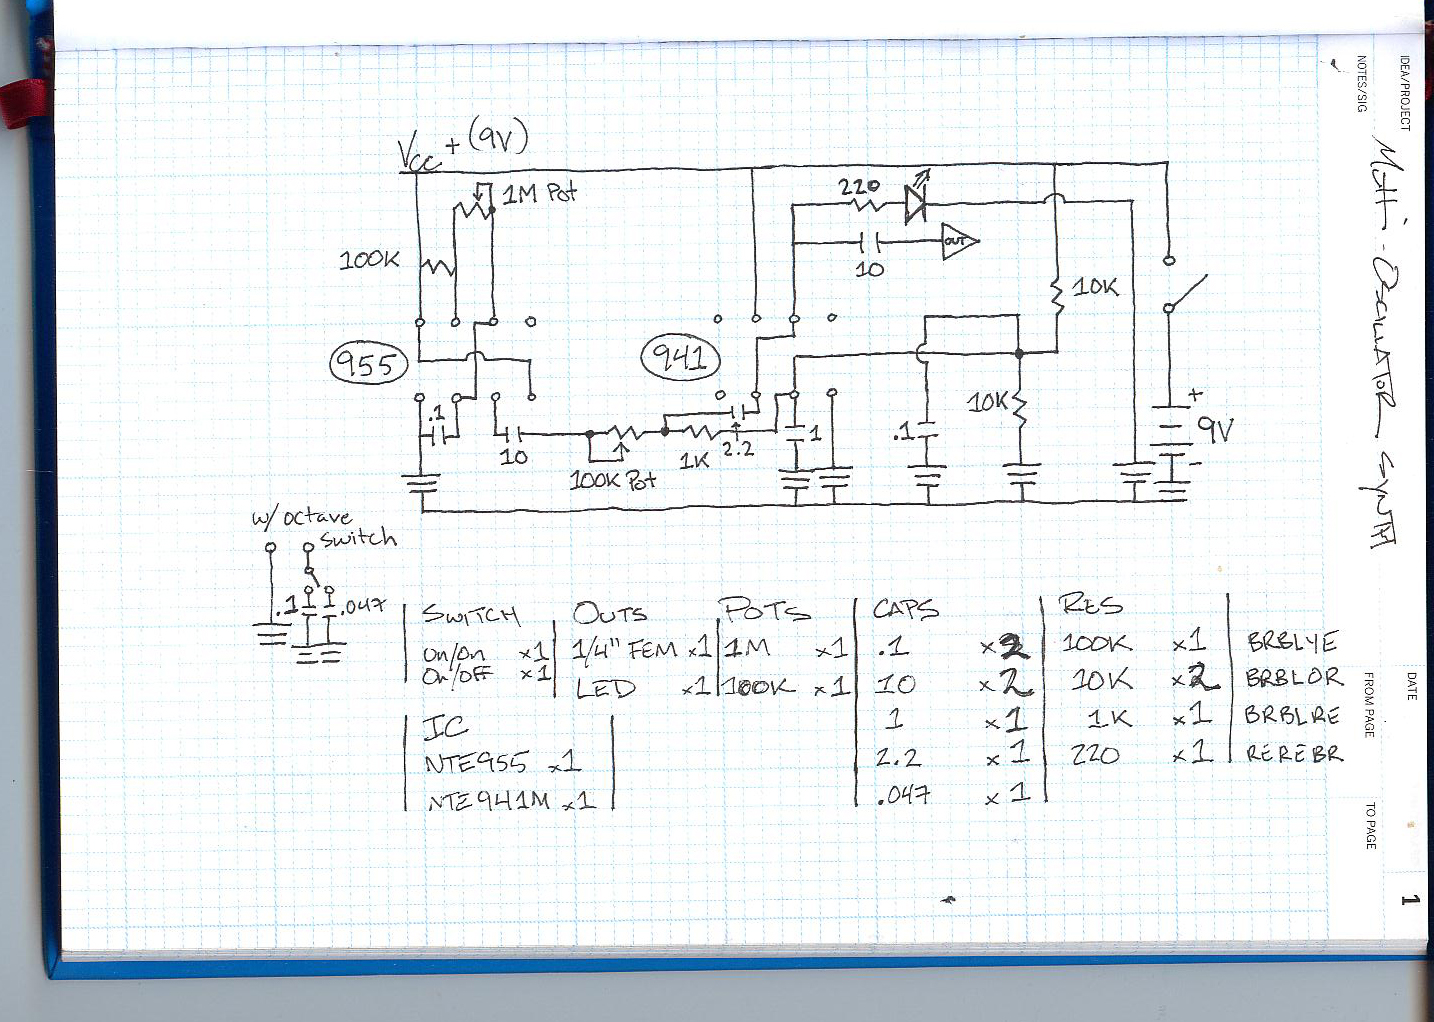 IDEA/PROJECT
NOTES/SIG
Multi-Oscillator Synth
Vcc + (9V)
1M Pot
220
OUT
100K
10
10K
955
941
.1
10
100K Pot
1K
2.2
1
.1
10K
+
9V
-
w/ octave
switch
.1
.047
SWITCH
On/On x1
On/Off x1
OUTS
1/4" FEM x1
LED x1
POTS
1M x1
100K x1
CAPS
.1 x2
10 x2
1 x1
2.2 x1
.047 x1
RES
100K x1 BRBLYE
10K x2 BRBLOR
1K x1 BRBLRE
220 x1 REREBR
IC
NTE955 x1
NTE941M x1
DATE
FROM PAGE
TO PAGE
1